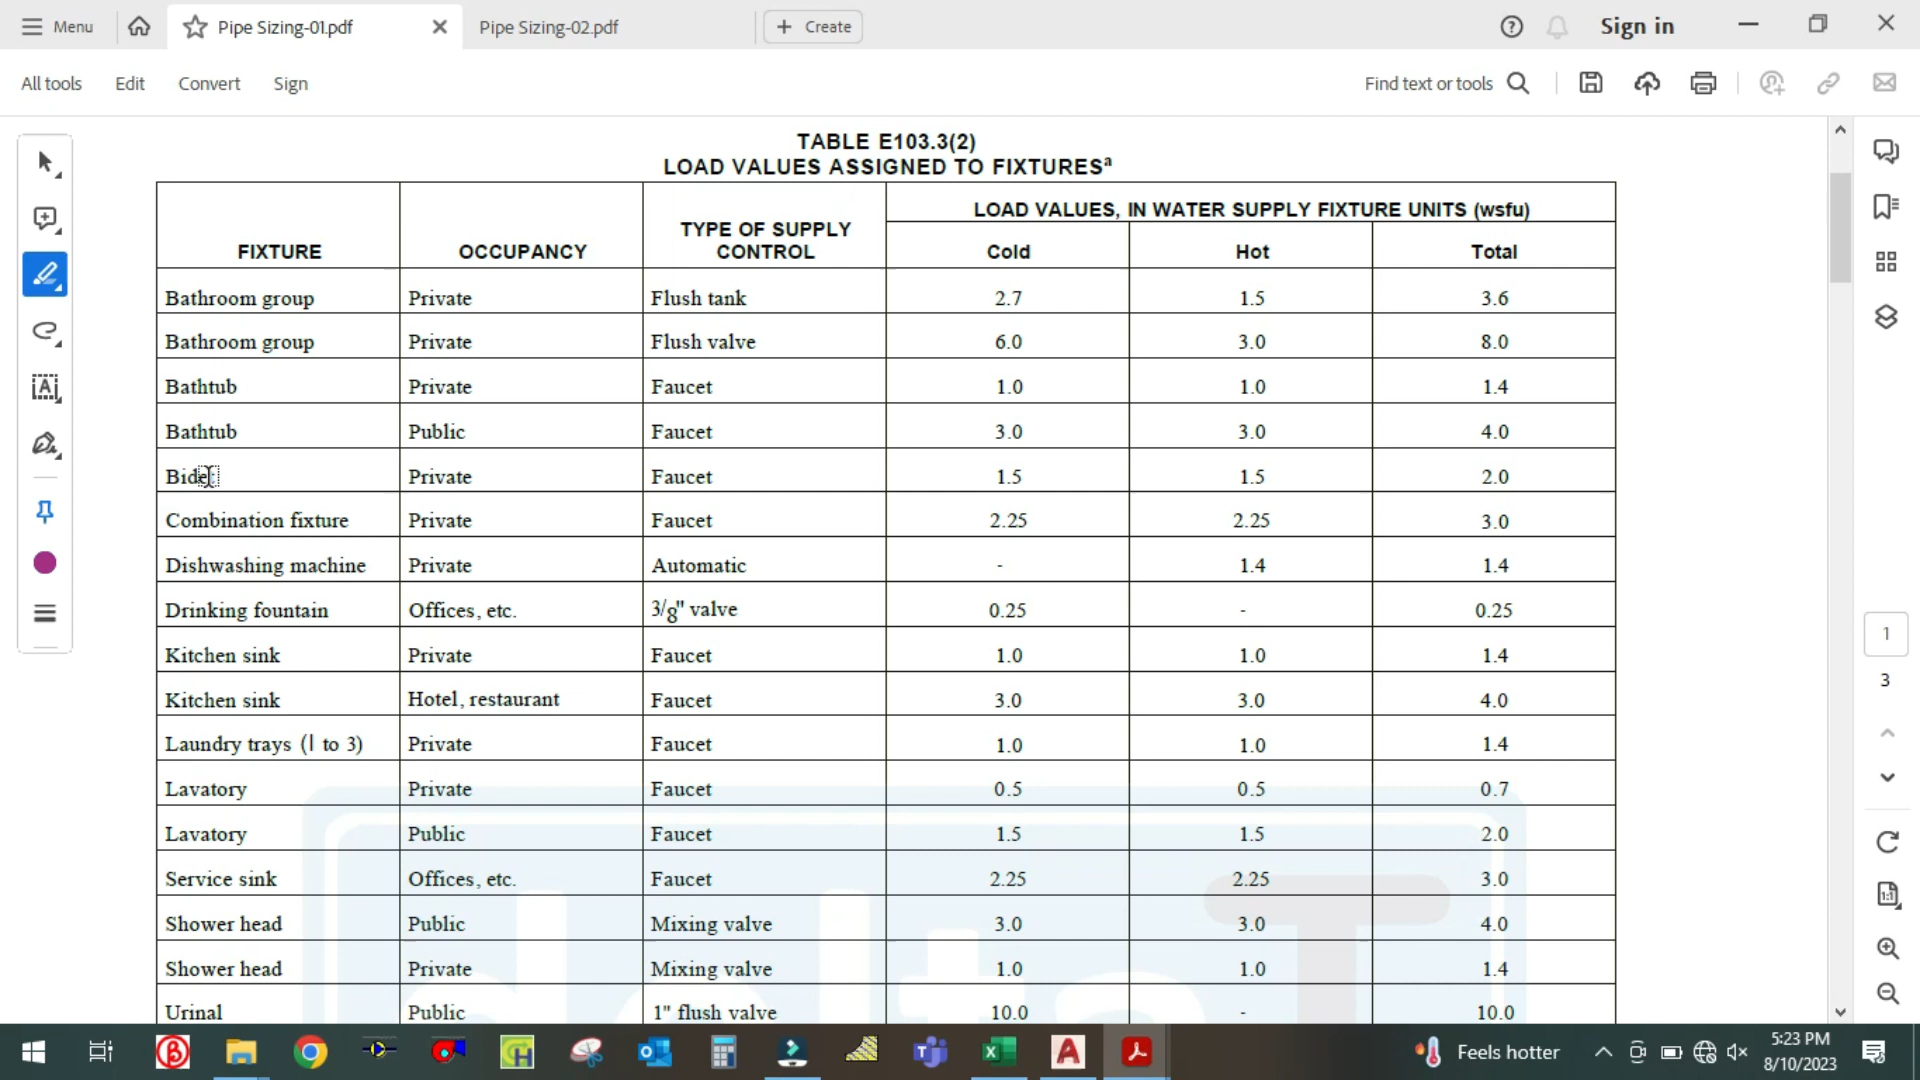 Menu
Pipe Sizing-01.pdf
Pipe Sizing-02.pdf
Create
Sign in
All tools
Edit
Convert
Sign
Find text or tools
TABLE E103.3(2)
LOAD VALUES ASSIGNED TO FIXTURESa
FIXTURE OCCUPANCY TYPE OF SUPPLY CONTROL LOAD VALUES, IN WATER SUPPLY FIXTURE UNITS (wsfu)
Cold Hot Total
Bathroom group Private Flush tank 2.7 1.5 3.6
Bathroom group Private Flush valve 6.0 3.0 8.0
Bathtub Private Faucet 1.0 1.0 1.4
Bathtub Public Faucet 3.0 3.0 4.0
Bidet Private Faucet 1.5 1.5 2.0
Combination fixture Private Faucet 2.25 2.25 3.0
Dishwashing machine Private Automatic - 1.4 1.4
Drinking fountain Offices, etc. 3/g" valve 0.25 - 0.25
Kitchen sink Private Faucet 1.0 1.0 1.4
Kitchen sink Hotel, restaurant Faucet 3.0 3.0 4.0
Laundry trays (l to 3) Private Faucet 1.0 1.0 1.4
Lavatory Private Faucet 0.5 0.5 0.7
Lavatory Public Faucet 1.5 1.5 2.0
Service sink Offices, etc. Faucet 2.25 2.25 3.0
Shower head Public Mixing valve 3.0 3.0 4.0
Shower head Private Mixing valve 1.0 1.0 1.4
Urinal Public 1" flush valve 10.0 - 10.0
delta T
1
3
1:1
Feels hotter
5:23 PM
8/10/2023